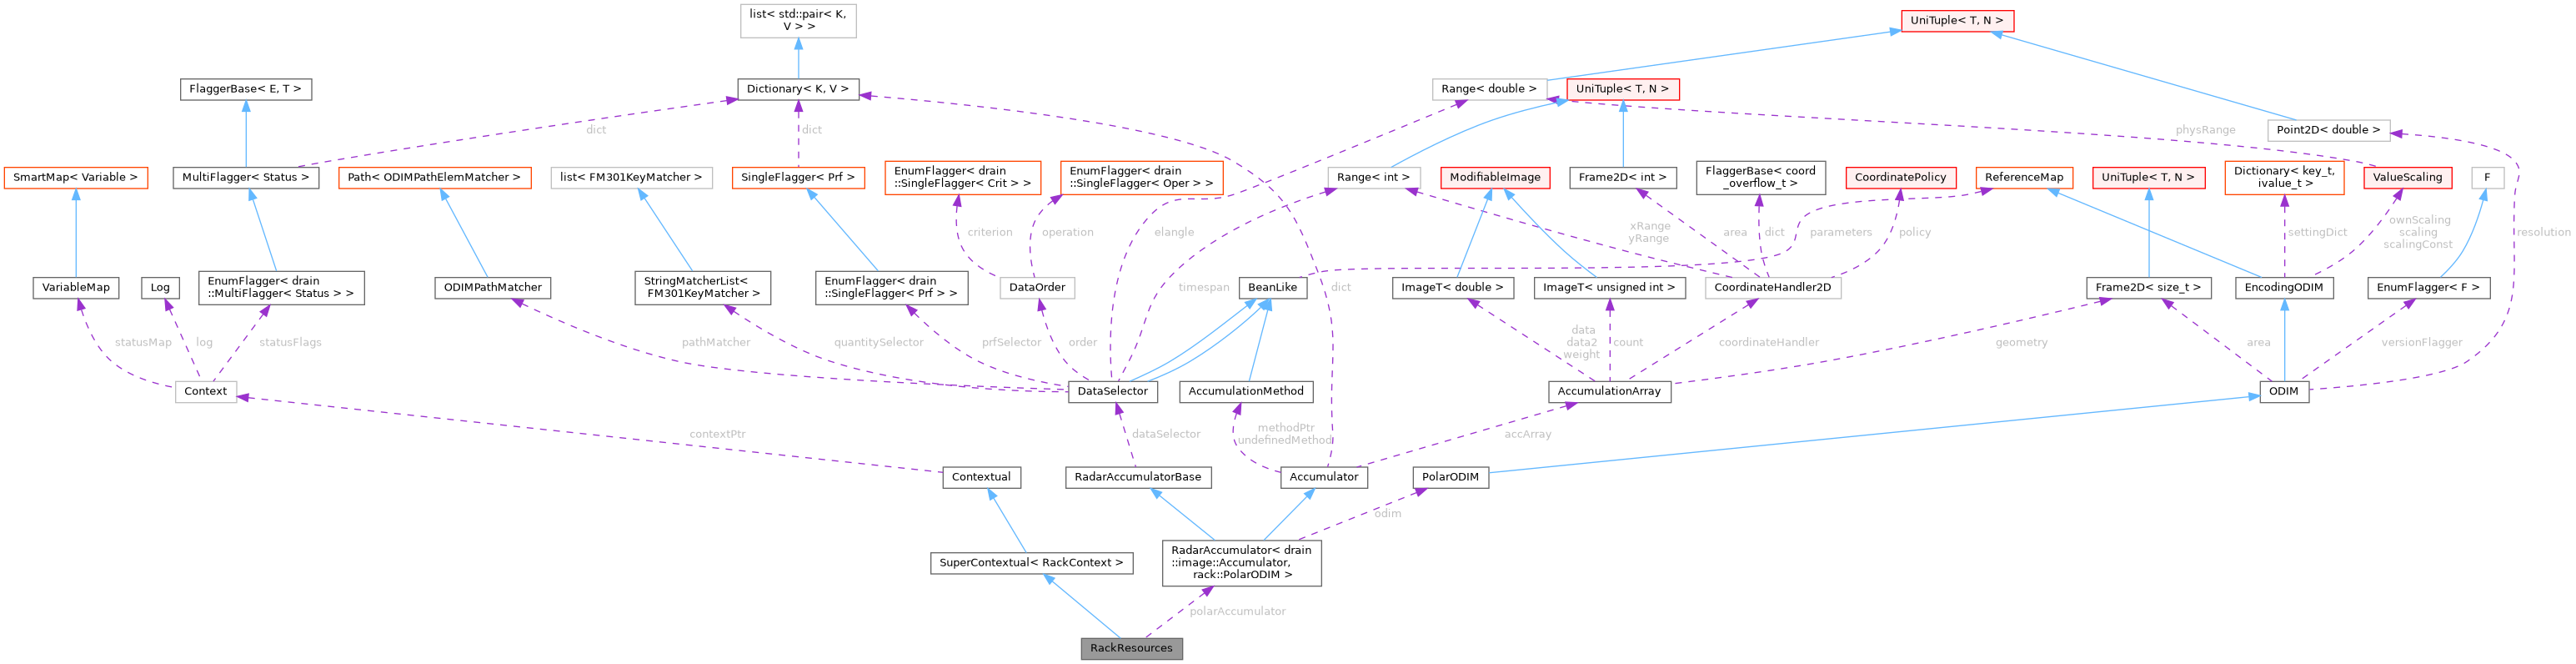 list< std::pair< K,
V > >
UniTuple< T, N >
FlaggerBase< E, T >
Dictionary< K, V >
Range< double >
UniTuple< T, N >
dict
dict
physRange
Point2D< double >
SmartMap< Variable >
MultiFlagger< Status >
Path< ODIMPathElemMatcher >
list< FM301KeyMatcher >
SingleFlagger< Prf >
EnumFlagger< drain
::SingleFlagger< Crit > >
EnumFlagger< drain
::SingleFlagger< Oper > >
Range< int >
ModifiableImage
Frame2D< int >
FlaggerBase< coord
_overflow_t >
CoordinatePolicy
ReferenceMap
UniTuple< T, N >
Dictionary< key_t,
ivalue_t >
ValueScaling
F
criterion
operation
elangle
xRange
yRange
area
dict
policy
parameters
settingDict
ownScaling
scaling
scalingConst
resolution
VariableMap
Log
EnumFlagger< drain
::MultiFlagger< Status > >
ODIMPathMatcher
StringMatcherList<
FM301KeyMatcher >
EnumFlagger< drain
::SingleFlagger< Prf > >
DataOrder
timespan
BeanLike
dict
ImageT< double >
ImageT< unsigned int >
CoordinateHandler2D
Frame2D< size_t >
EncodingODIM
EnumFlagger< F >
statusMap
log
statusFlags
pathMatcher
quantitySelector
prfSelector
order
data
data2
weight
count
coordinateHandler
geometry
area
versionFlagger
Context
DataSelector
AccumulationMethod
AccumulationArray
ODIM
contextPtr
dataSelector
methodPtr
undefinedMethod
accArray
Contextual
RadarAccumulatorBase
Accumulator
PolarODIM
odim
SuperContextual< RackContext >
RadarAccumulator< drain
::image::Accumulator,
rack::PolarODIM >
polarAccumulator
RackResources